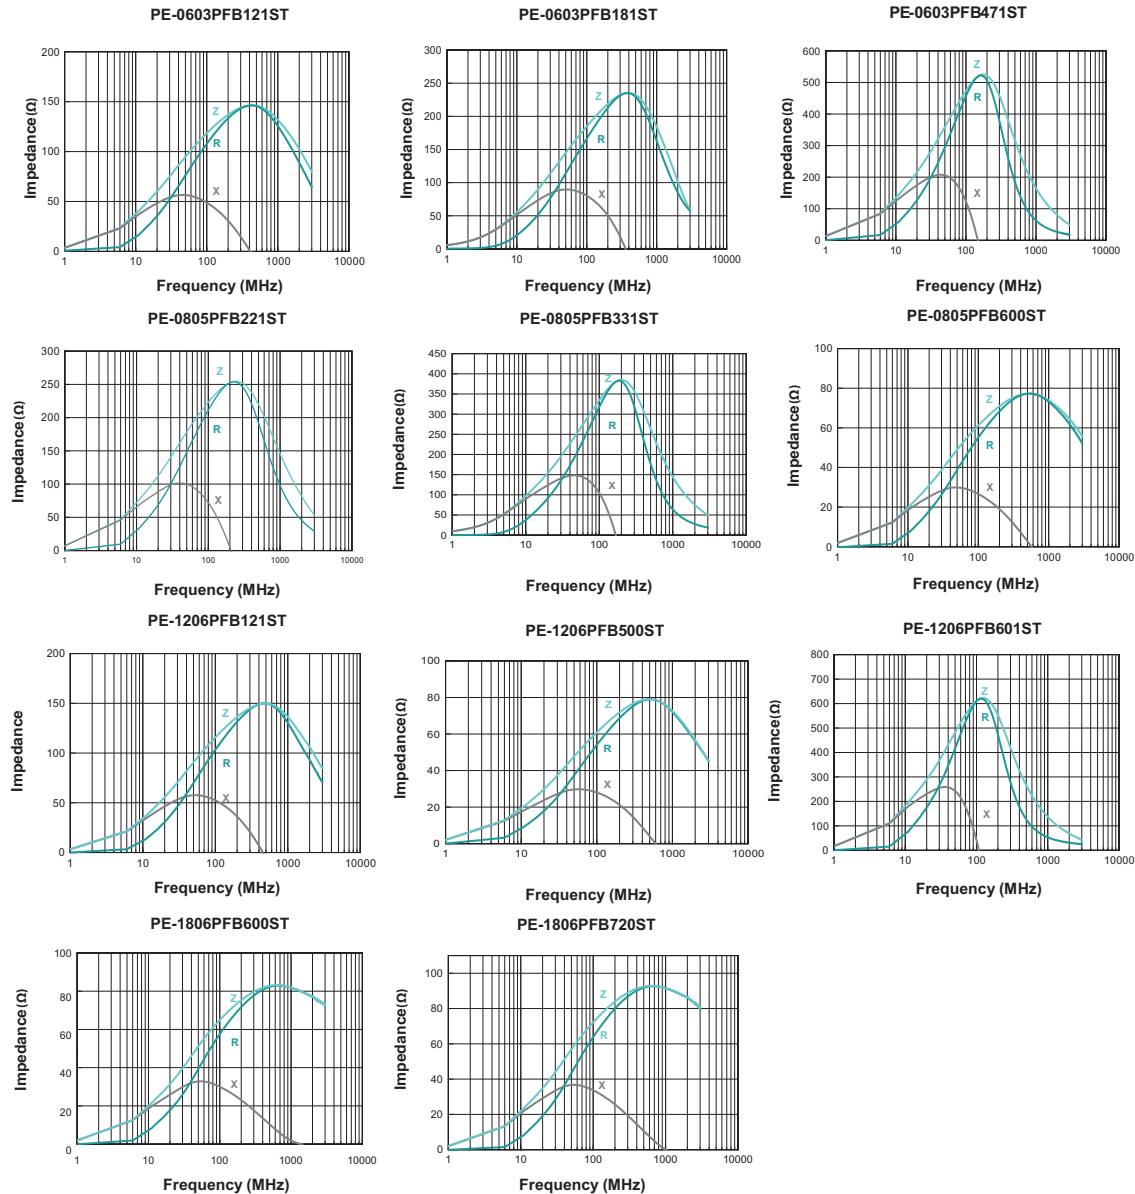 PE-0603PFB121ST
200
150
100
50
0
Impedance(Ω)
Z
R
X
1 10 100 1000 10000
Frequency (MHz)
PE-0603PFB181ST
300
250
200
150
100
50
0
Impedance(Ω)
Z
R
X
1 10 100 1000 10000
Frequency (MHz)
PE-0603PFB471ST
600
500
400
300
200
100
0
Impedance(Ω)
Z
R
X
1 10 100 1000 10000
Frequency (MHz)
PE-0805PFB221ST
300
250
200
150
100
50
0
Impedance(Ω)
Z
R
X
1 10 100 1000 10000
Frequency (MHz)
PE-0805PFB331ST
450
400
350
300
250
200
150
100
50
0
Impedance(Ω)
Z
R
X
1 10 100 1000 10000
Frequency (MHz)
PE-0805PFB600ST
100
80
60
40
20
0
Impedance(Ω)
Z
R
X
1 10 100 1000 10000
Frequency (MHz)
PE-1206PFB121ST
200
150
100
50
0
Impedance
Z
R
X
1 10 100 1000 10000
Frequency (MHz)
PE-1206PFB500ST
100
80
60
40
20
0
Impedance(Ω)
Z
R
X
1 10 100 1000 10000
Frequency (MHz)
PE-1206PFB601ST
800
700
600
500
400
300
200
100
0
Impedance(Ω)
Z
R
X
1 10 100 1000 10000
Frequency (MHz)
PE-1806PFB600ST
100
80
60
40
20
0
Impedance(Ω)
Z
R
X
1 10 100 1000 10000
Frequency (MHz)
PE-1806PFB720ST
100
80
60
40
20
0
Impedance(Ω)
Z
R
X
1 10 100 1000 10000
Frequency (MHz)